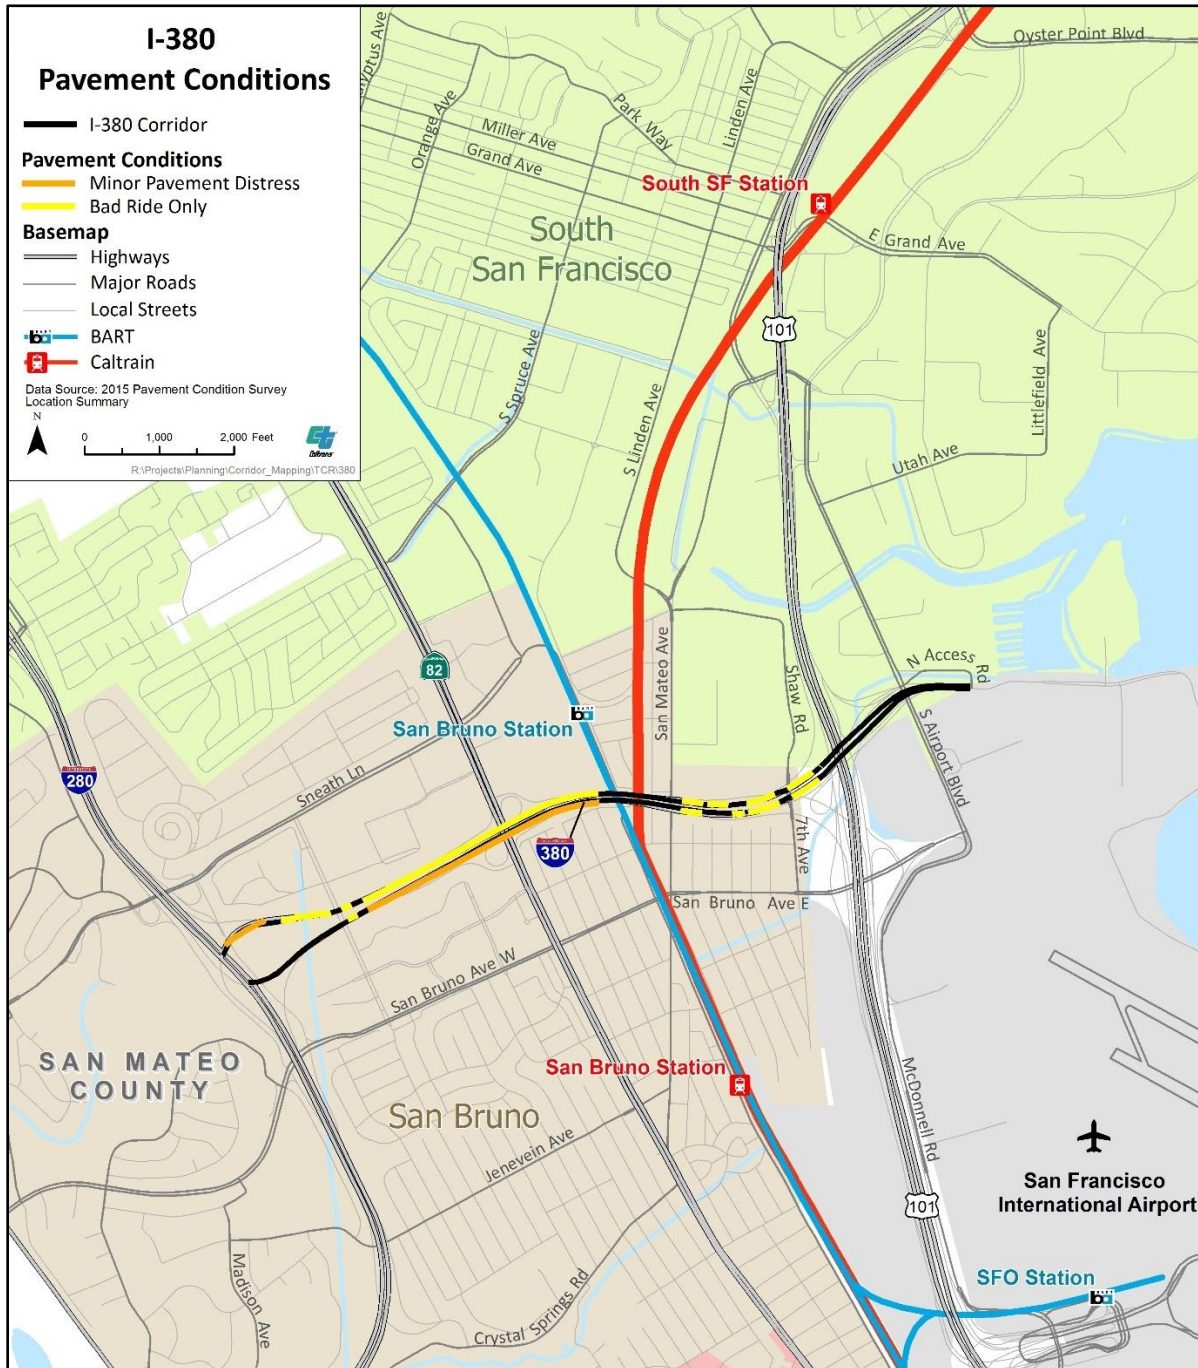 I-380
Pavement Conditions
I-380 Corridor
Pavement Conditions
Minor Pavement Distress
Bad Ride Only
Basemap
Highways
Major Roads
Local Streets
BART
Caltrain
Data Source: 2015 Pavement Condition Survey
Location Summary
N
0 1,000 2,000 Feet
Caltrans
R:\Projects\Planning\Corridor_Mapping\TCR\380
Oyster Point Blvd
Orange Ave
Park Way
Linden Ave
Miller Ave
Grand Ave
South SF Station
South
San Francisco
E Grand Ave
101
Littlefield Ave
S Spruce Ave
S Linden Ave
Utah Ave
San Mateo Ave
Shaw Rd
N Access Rd
82
San Bruno Station
S Airport Blvd
280
Sneath Ln
380
7th Ave
San Bruno Ave E
San Bruno Ave W
SAN MATEO
COUNTY
San Bruno Station
San Bruno
McDonnell Rd
Jenevein Ave
San Francisco
International Airport
101
Madison Ave
SFO Station
Crystal Springs Rd